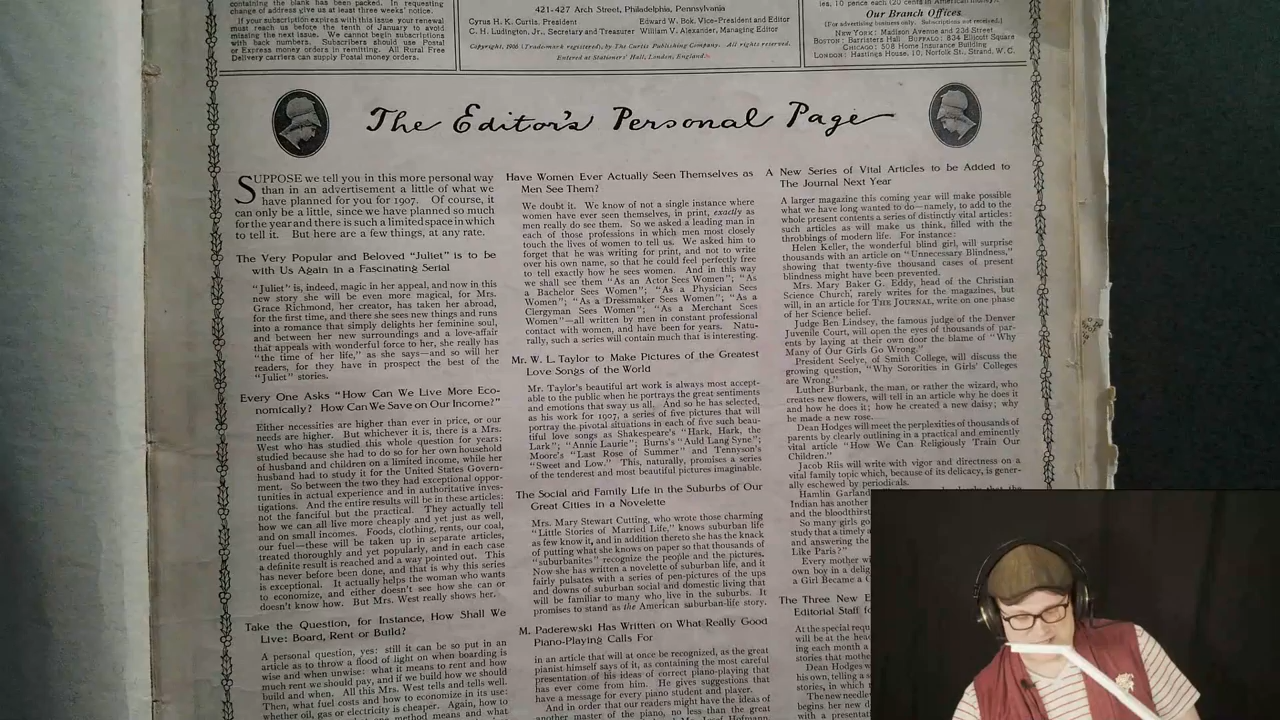 containing the blank has been packed. In requesting
change of address give us at least three weeks' notice.
If your subscription expires with this issue your renewal
must reach us before the tenth of January to avoid
missing the next issue. We cannot begin subscriptions
with back numbers. Subscribers should use Postal
or Express money orders in remitting. All Rural Free
Delivery carriers can supply Postal money orders.
421-427 Arch Street, Philadelphia, Pennsylvania
Cyrus H. K. Curtis, President Edward W. Bok, Vice-President and Editor
C. H. Ludington, Jr., Secretary and Treasurer William V. Alexander, Managing Editor
Copyright, 1906 (Trademark registered), by The Curtis Publishing Company. All rights reserved.
Entered at Stationers' Hall, London, England
Our Branch Offices
(For advertising business only. Subscriptions not received.)
NEW YORK: Madison Avenue and 23d Street
BOSTON: Barristers Hall BUFFALO: 834 Ellicott Square
CHICAGO: 508 Home Insurance Building
LONDON: Hastings House, 10, Norfolk St., Strand, W. C.
The Editor's Personal Page
SUPPOSE we tell you in this more personal way
than in an advertisement a little of what we
have planned for you for 1907. Of course, it
can only be a little, since we have planned so much
for the year and there is such a limited space in which
to tell it. But here are a few things, at any rate.
The Very Popular and Beloved "Juliet" is to be
with Us Again in a Fascinating Serial
"Juliet" is, indeed, magic in her appeal, and now in this
new story she will be even more magical, for Mrs.
Grace Richmond, her creator, has taken her abroad,
for the first time, and there she sees new things and runs
into a romance that simply delights her feminine soul,
and between her new surroundings and a love-affair
that appeals with wonderful force to her, she really has
"the time of her life," as she says—and so will her
readers, for they have in prospect the best of the
"Juliet" stories.
Every One Asks "How Can We Live More Eco-
nomically? How Can We Save on Our Income?"
Either necessities are higher than ever in price, or our
needs are higher. But whichever it is, there is a Mrs.
West who has studied this whole question for years:
studied because she had to do so for her own household
of husband and children on a limited income, while her
husband had to study it for the United States Govern-
ment. So between the two they had exceptional oppor-
tunities in actual experience and in authoritative inves-
tigations. And the entire results will be in these articles:
not the fanciful but the practical. They actually tell
how we can all live more cheaply and yet just as well,
and on small incomes. Foods, clothing, rents, our coal,
our fuel—these will be taken up in separate articles,
treated thoroughly and yet popularly, and in each case
a definite result is reached and a way pointed out. This
has never before been done, and that is why this series
is exceptional. It actually helps the woman who wants
to economize, and either doesn't see how she can or
doesn't know how. But Mrs. West really shows her.
Take the Question, for Instance, How Shall We
Live: Board, Rent or Build?
A personal question, yes: still it can be so put in an
article as to throw a flood of light on when boarding is
wise and when unwise: what it means to rent and how
much rent we should pay, and if we build how we should
build and when. All this Mrs. West tells and tells well.
Then, what fuel costs and how to economize in its use:
whether oil, gas or electricity is cheaper. Again, how to
one method means and what
Have Women Ever Actually Seen Themselves as
Men See Them?
We doubt it. We know of not a single instance where
women have ever seen themselves, in print, exactly as
men really do see them. So we asked a leading man in
each of those professions in which men most closely
touch the lives of women to tell us. We asked him to
forget that he was writing for print, and not to write
over his own name, so that he could feel perfectly free
to tell exactly how he sees women. And in this way
we shall see them "As an Actor Sees Women"; "As
a Bachelor Sees Women"; "As a Physician Sees
Women"; "As a Dressmaker Sees Women"; "As a
Clergyman Sees Women"; "As a Merchant Sees
Women"—all written by men in constant professional
contact with women, and have been for years. Natu-
rally, such a series will contain much that is interesting.
Mr. W. L. Taylor to Make Pictures of the Greatest
Love Songs of the World
Mr. Taylor's beautiful art work is always most accept-
able to the public when he portrays the great sentiments
and emotions that sway us all. And so he has selected,
as his work for 1907, a series of five pictures that will
portray the pivotal situations in each of five such beau-
tiful love songs as Shakespeare's "Hark, Hark, the
Lark"; "Annie Laurie"; Burns's "Auld Lang Syne";
Moore's "Last Rose of Summer" and Tennyson's
"Sweet and Low." This, naturally, promises a series
of the tenderest and most beautiful pictures imaginable.
The Social and Family Life in the Suburbs of Our
Great Cities in a Novelette
Mrs. Mary Stewart Cutting, who wrote those charming
"Little Stories of Married Life," knows suburban life
as few know it, and in addition thereto she has the knack
of putting what she knows on paper so that thousands of
"suburbanites" recognize the people and the pictures.
Now she has written a novelette of suburban life, and it
fairly pulsates with a series of pen-pictures of the ups
and downs of suburban social and domestic living that
will be familiar to many who live in the suburbs. It
promises to stand as the American suburban-life story.
M. Paderewski Has Written on What Really Good
Piano-Playing Calls For
in an article that will at once be recognized, as the great
pianist himself says of it, as containing the most careful
presentation of his ideas of correct piano-playing that
has ever come from him. He gives suggestions that
have a message for every piano student and player.
And in order that our readers might have the ideas of
another master of the piano, no less than the great
A New Series of Vital Articles to be Added to
The Journal Next Year
A larger magazine this coming year will make possible
what we have long wanted to do—namely, to add to the
whole present contents a series of distinctly vital articles:
such articles as will make us think, filled with the
throbbings of modern life. For instance:
Helen Keller, the wonderful blind girl, will surprise
thousands with an article on "Unnecessary Blindness,"
showing that twenty-five thousand cases of present
blindness might have been prevented.
Mrs. Mary Baker G. Eddy, head of the Christian
Science Church, rarely writes for the magazines, but
will, in an article for THE JOURNAL, write on one phase
of her Science belief.
Judge Ben Lindsey, the famous judge of the Denver
Juvenile Court, will open the eyes of thousands of par-
ents by laying at their own door the blame of "Why
Many of Our Girls Go Wrong."
President Seelye, of Smith College, will discuss the
growing question, "Why Sororities in Girls' Colleges
are Wrong."
Luther Burbank, the man, or rather the wizard, who
creates new flowers, will tell in an article why he does it
and how he does it; how he created a new daisy; why
he made a new rose.
Dean Hodges will meet the perplexities of thousands of
parents by clearly outlining in a practical and eminently
vital article "How We Can Religiously Train Our
Children."
Jacob Riis will write with vigor and directness on a
vital family topic which, because of its delicacy, is gener-
ally eschewed by periodicals.
Hamlin Garland
Indian has another
and the bloodthirst
So many girls go
study that a timely a
and answering the
Like Paris?"
Every mother w
own boy in a delig
a Girl Became a C
The Three New E
Editorial Staff fo
At the special requ
will be at the head
ing each month a
stories that mothe
Dean Hodges w
his own, telling a s
stories, in which
The new needle
begins her new d
with a presentat